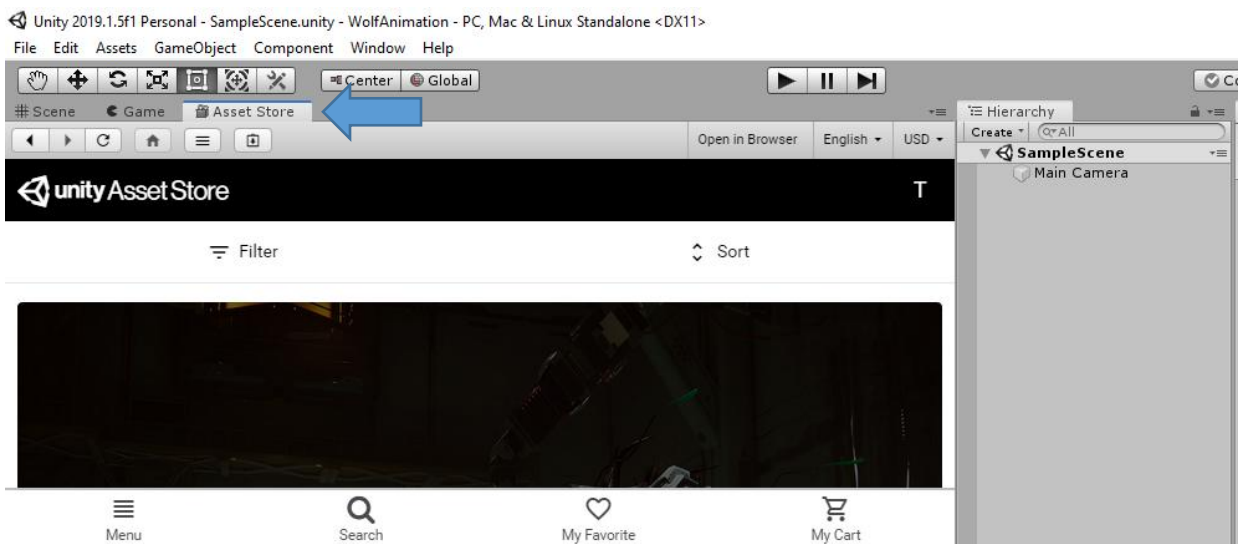 Unity 2019.1.5f1 Personal - SampleScene.unity - WolfAnimation - PC, Mac & Linux Standalone <DX11>
File Edit Assets GameObject Component Window Help
Center Global
Scene Game Asset Store
Hierarchy
Open in Browser English USD
Create All
SampleScene
Main Camera
unity Asset Store T
Filter Sort
Menu Search My Favorite My Cart